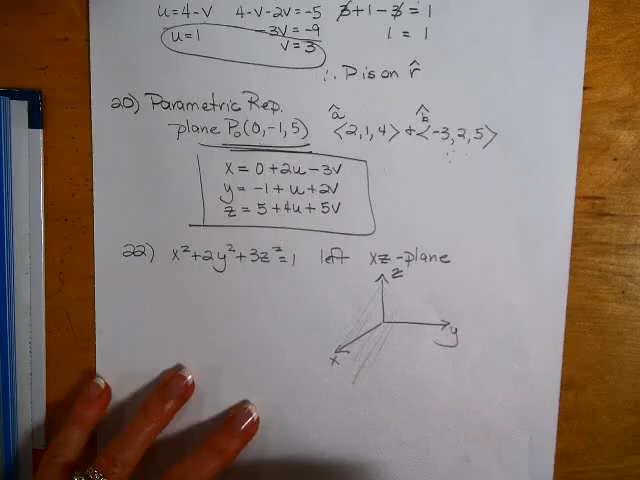 u=4-v 4-v-2v=-5 3+1-3=1
u=1 -3v=-9 1=1
v=3
∴ D is on r̂
20) Parametric Rep. â b̂
plane P₀(0,-1,5) <2,1,4> + <-3,2,5>
x = 0+2u-3v
y = -1+u+2v
z = 5+4u+5v
22) x²+2y²+3z²=1 left xz-plane
z
y
x